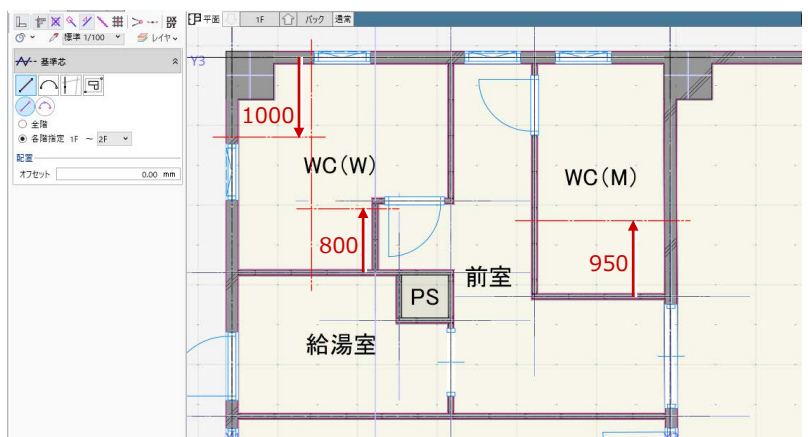 平面
1F
バック
通常
標準 1/100
レイヤ
基準芯
全階
各階指定 1F ～ 2F
配置
オフセット 0.00 mm
Y3
1000
WC(W)
WC(M)
800
950
前室
PS
給湯室